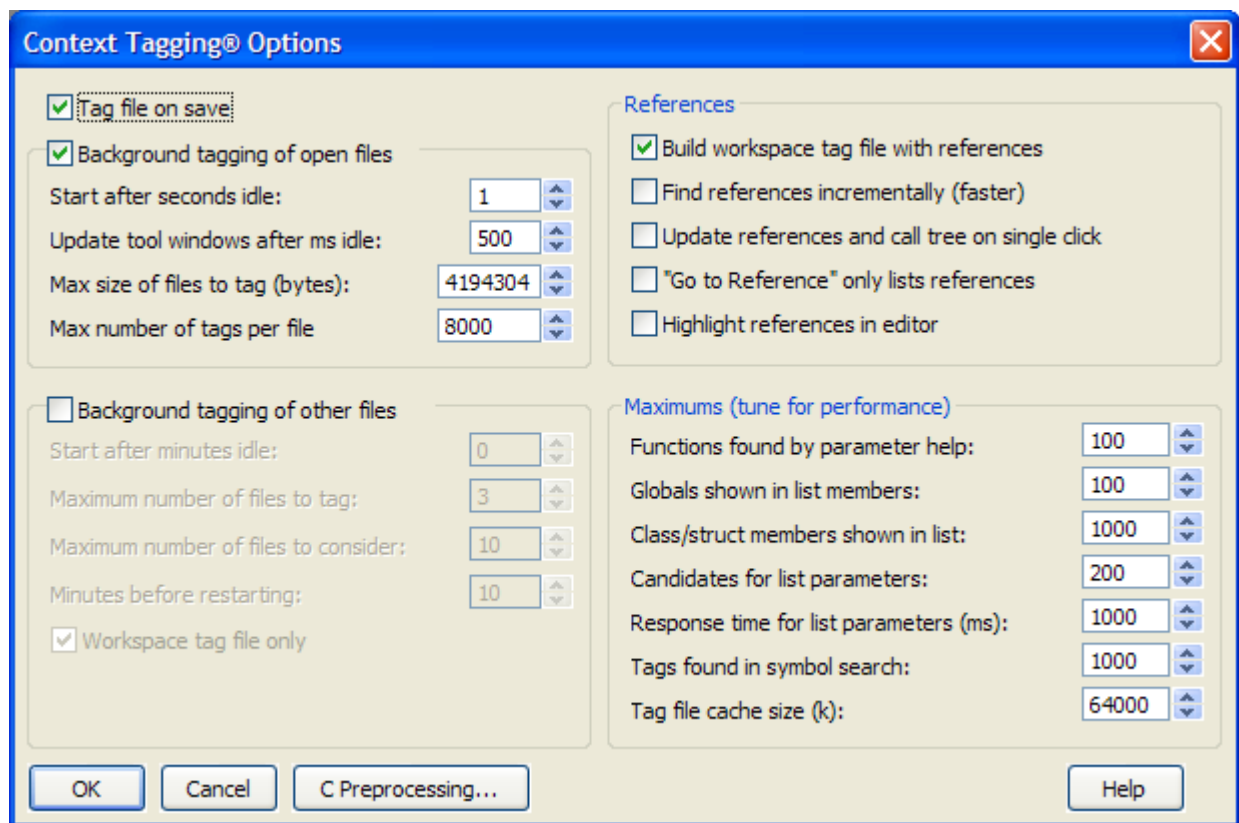 Context Tagging® Options
Tag file on save
Background tagging of open files
Start after seconds idle: 1
Update tool windows after ms idle: 500
Max size of files to tag (bytes): 4194304
Max number of tags per file 8000
Background tagging of other files
Start after minutes idle: 0
Maximum number of files to tag: 3
Maximum number of files to consider: 10
Minutes before restarting: 10
Workspace tag file only
References
Build workspace tag file with references
Find references incrementally (faster)
Update references and call tree on single click
"Go to Reference" only lists references
Highlight references in editor
Maximums (tune for performance)
Functions found by parameter help: 100
Globals shown in list members: 100
Class/struct members shown in list: 1000
Candidates for list parameters: 200
Response time for list parameters (ms): 1000
Tags found in symbol search: 1000
Tag file cache size (k): 64000
OK Cancel C Preprocessing... Help